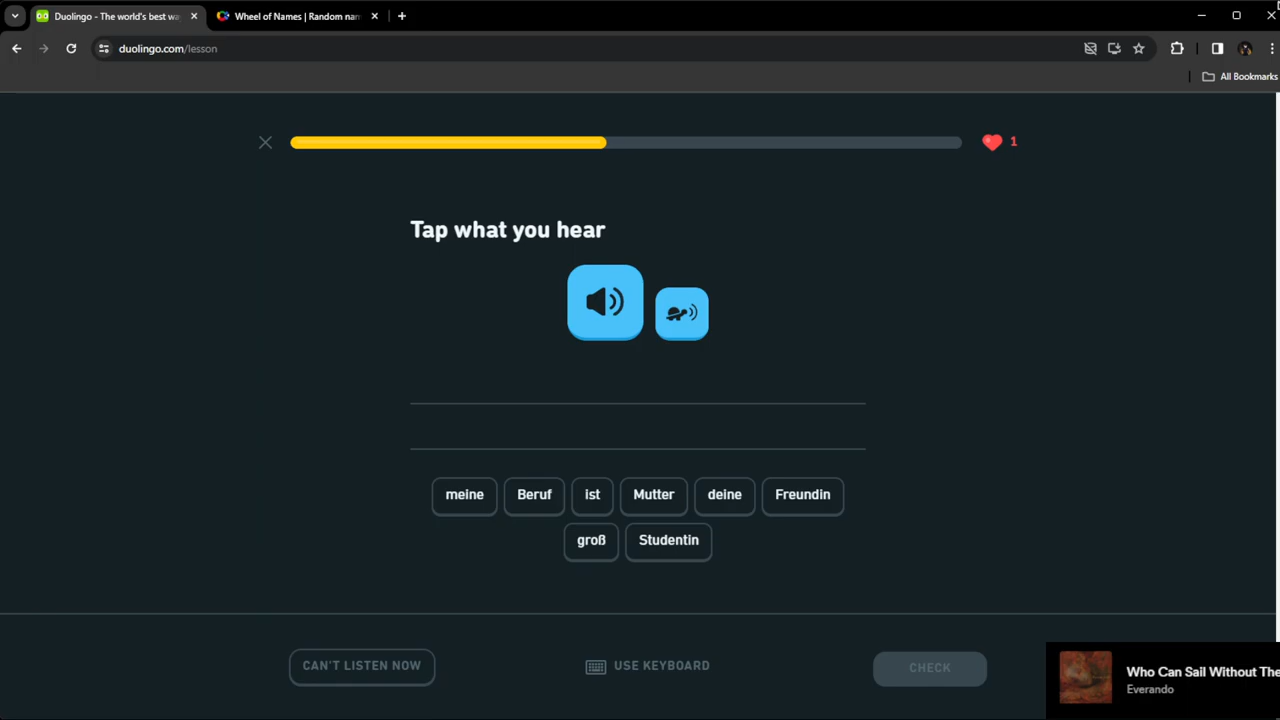 Duolingo - The world's best wa
Wheel of Names | Random nam
duolingo.com/lesson
All Bookmarks
1
Tap what you hear
meine Beruf ist Mutter deine Freundin
groß Studentin
CAN'T LISTEN NOW
USE KEYBOARD
CHECK
Who Can Sail Without The
Everando